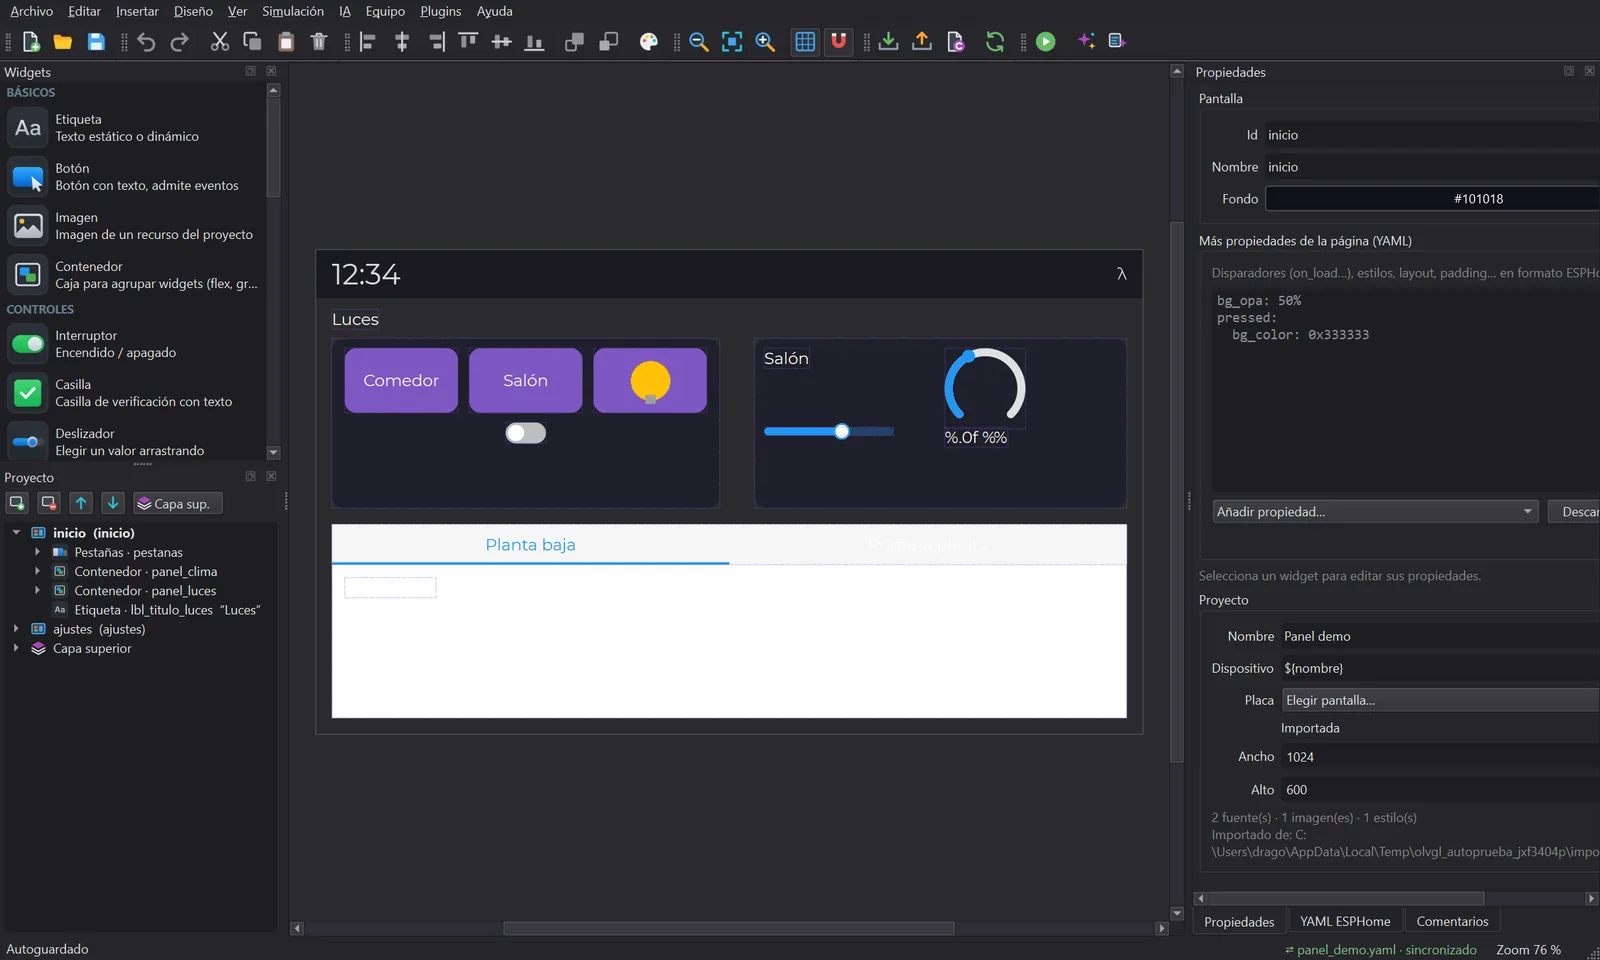 Archivo Editar Insertar Diseño Ver Simulación IA Equipo Plugins Ayuda
Widgets
BÁSICOS
Aa
Etiqueta
Texto estático o dinámico
Botón
Botón con texto, admite eventos
Imagen
Imagen de un recurso del proyecto
Contenedor
Caja para agrupar widgets (flex, gr...
CONTROLES
Interruptor
Encendido / apagado
Casilla
Casilla de verificación con texto
Deslizador
Elegir un valor arrastrando
Proyecto
Capa sup.
inicio (inicio)
Pestañas · pestanas
Contenedor · panel_clima
Contenedor · panel_luces
Aa Etiqueta · lbl_titulo_luces “Luces”
ajustes (ajustes)
Capa superior
12:34
λ
Luces
Comedor
Salón
Salón
%.0f %%
Planta baja
Propiedades
Pantalla
Id inicio
Nombre inicio
Fondo #101018
Más propiedades de la página (YAML)
Disparadores (on_load...), estilos, layout, padding... en formato ESPHo
bg_opa: 50%
pressed:
bg_color: 0x333333
Añadir propiedad...
Descar
Selecciona un widget para editar sus propiedades.
Proyecto
Nombre Panel demo
Dispositivo ${nombre}
Placa Elegir pantalla...
Importada
Ancho 1024
Alto 600
2 fuente(s) · 1 imagen(es) · 1 estilo(s)
Importado de: C:
\Users\drago\AppData\Local\Temp\olvgl_autoprueba_jxf3404p\impo
Propiedades YAML ESPHome Comentarios
Autoguardado
⇄ panel_demo.yaml · sincronizado Zoom 76 %